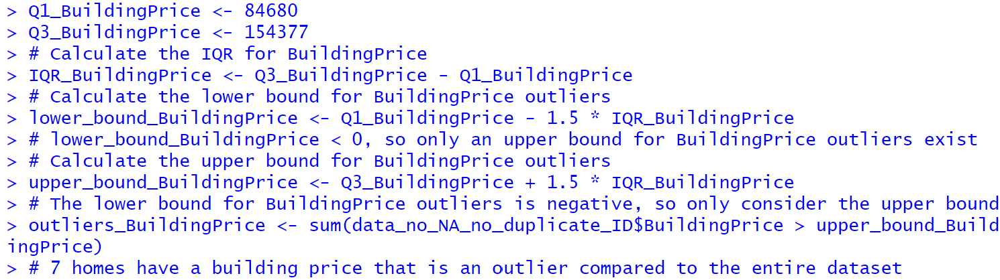 > Q1_BuildingPrice <- 84680
> Q3_BuildingPrice <- 154377
> # Calculate the IQR for BuildingPrice
> IQR_BuildingPrice <- Q3_BuildingPrice - Q1_BuildingPrice
> # Calculate the lower bound for BuildingPrice outliers
> lower_bound_BuildingPrice <- Q1_BuildingPrice - 1.5 * IQR_BuildingPrice
> # lower_bound_BuildingPrice < 0, so only an upper bound for BuildingPrice outliers exist
> # Calculate the upper bound for BuildingPrice outliers
> upper_bound_BuildingPrice <- Q3_BuildingPrice + 1.5 * IQR_BuildingPrice
> # The lower bound for BuildingPrice outliers is negative, so only consider the upper bound
> outliers_BuildingPrice <- sum(data_no_NA_no_duplicate_ID$BuildingPrice > upper_bound_Build
ingPrice)
> # 7 homes have a building price that is an outlier compared to the entire dataset